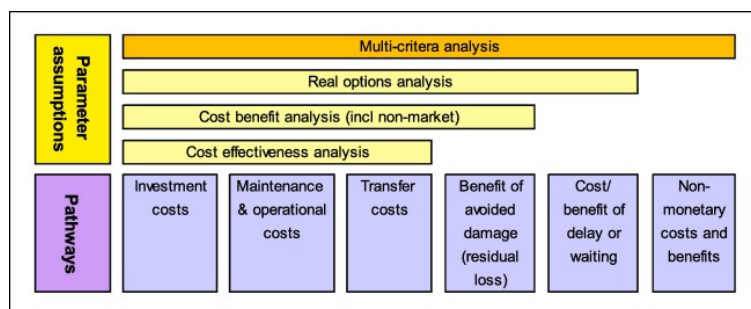 Parameter
assumptions
Multi-critera analysis
Real options analysis
Cost benefit analysis (incl non-market)
Cost effectiveness analysis
Pathways
Investment
costs
Maintenance
& operational
costs
Transfer
costs
Benefit of
avoided
damage
(residual
loss)
Cost/
benefit of
delay or
waiting
Non-
monetary
costs and
benefits